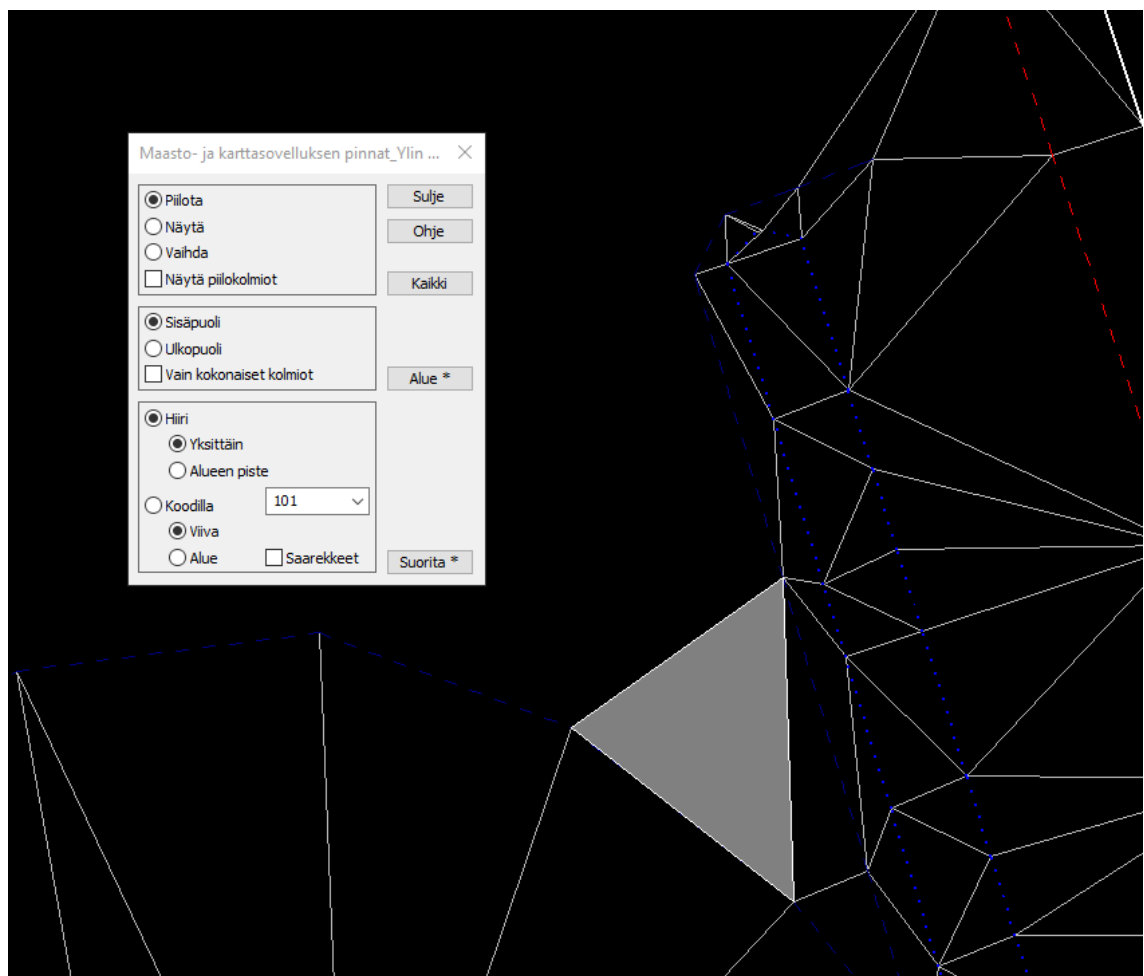 Maasto- ja karttasovelluksen pinnat_Ylin ...
Piilota
Sulje
Näytä
Ohje
Vaihda
Näytä piilokolmiot
Kaikki
Sisäpuoli
Ulkopuoli
Vain kokonaiset kolmiot
Alue *
Hiiri
Yksittäin
Alueen piste
Koodilla
101
Viiva
Alue
Saarekkeet
Suorita *